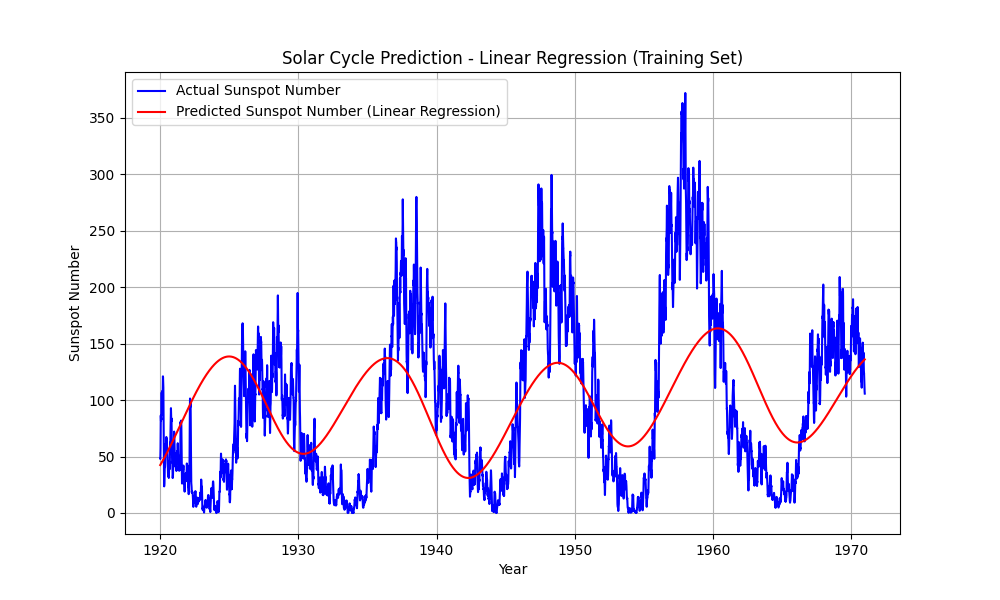 Solar Cycle Prediction - Linear Regression (Training Set)
Actual Sunspot Number
Predicted Sunspot Number (Linear Regression)
350
300
250
200
150
100
50
0
Sunspot Number
1920 1930 1940 1950 1960 1970
Year